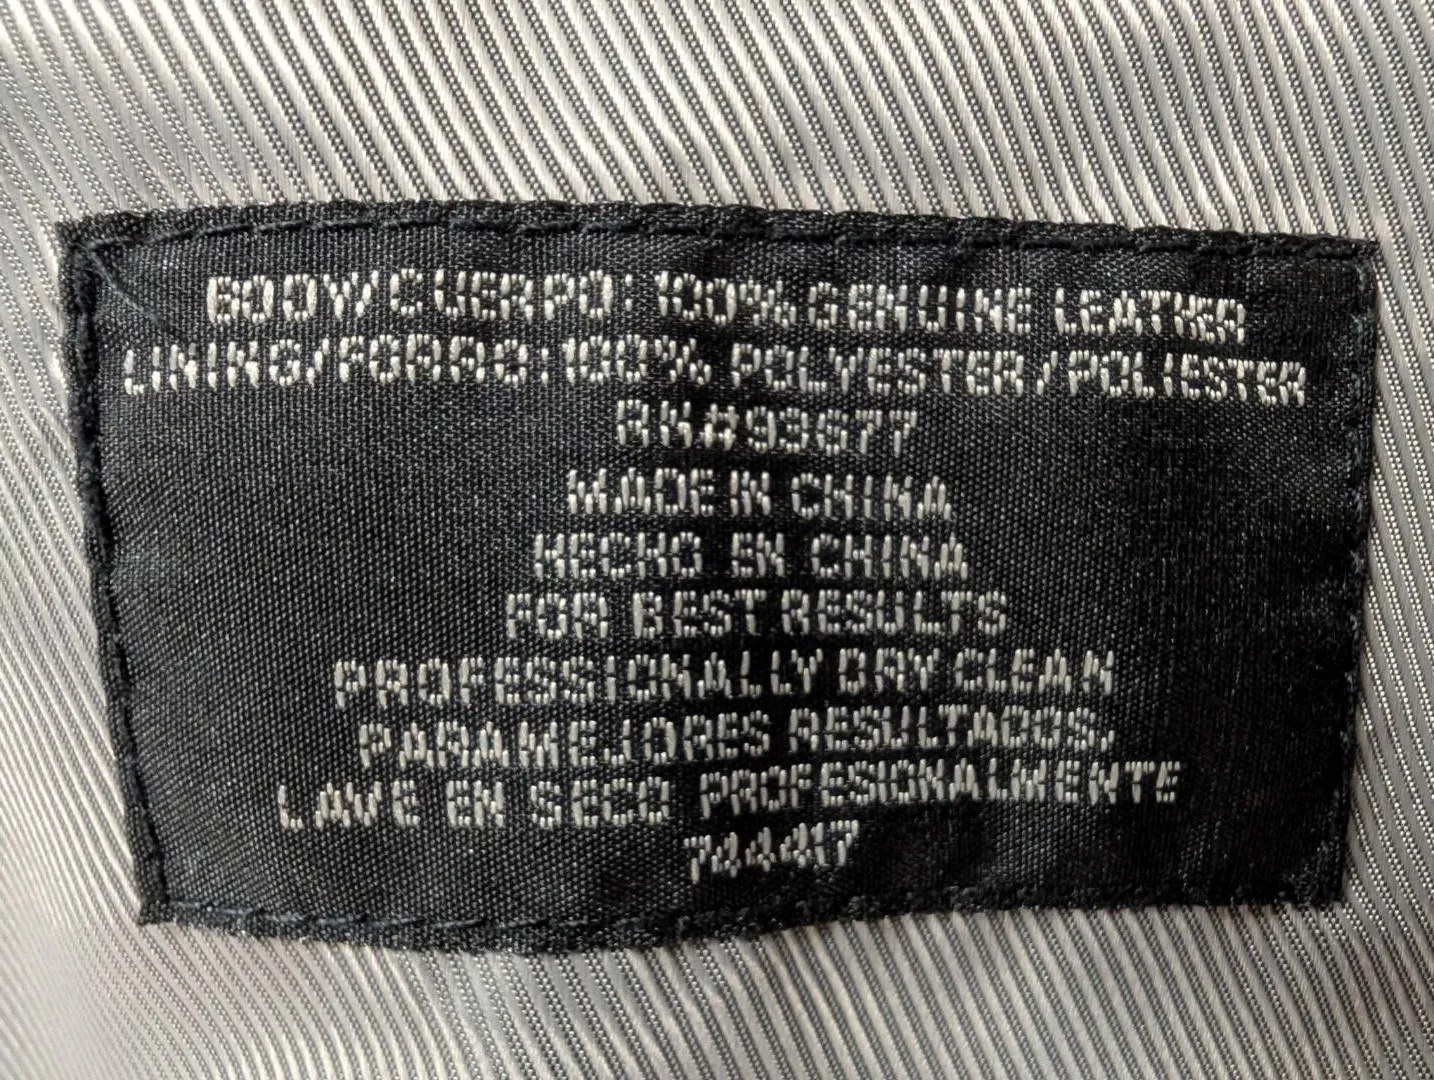 BODY/CUERPO: 100% GENUINE LEATHER
LINING/FORRO: 100% POLYESTER/POLIESTER
RN#93677
MADE IN CHINA
HECHO EN CHINA
FOR BEST RESULTS
PROFESSIONALLY DRY CLEAN
PARA MEJORES RESULTADOS,
LAVE EN SECO PROFESIONALMENTE